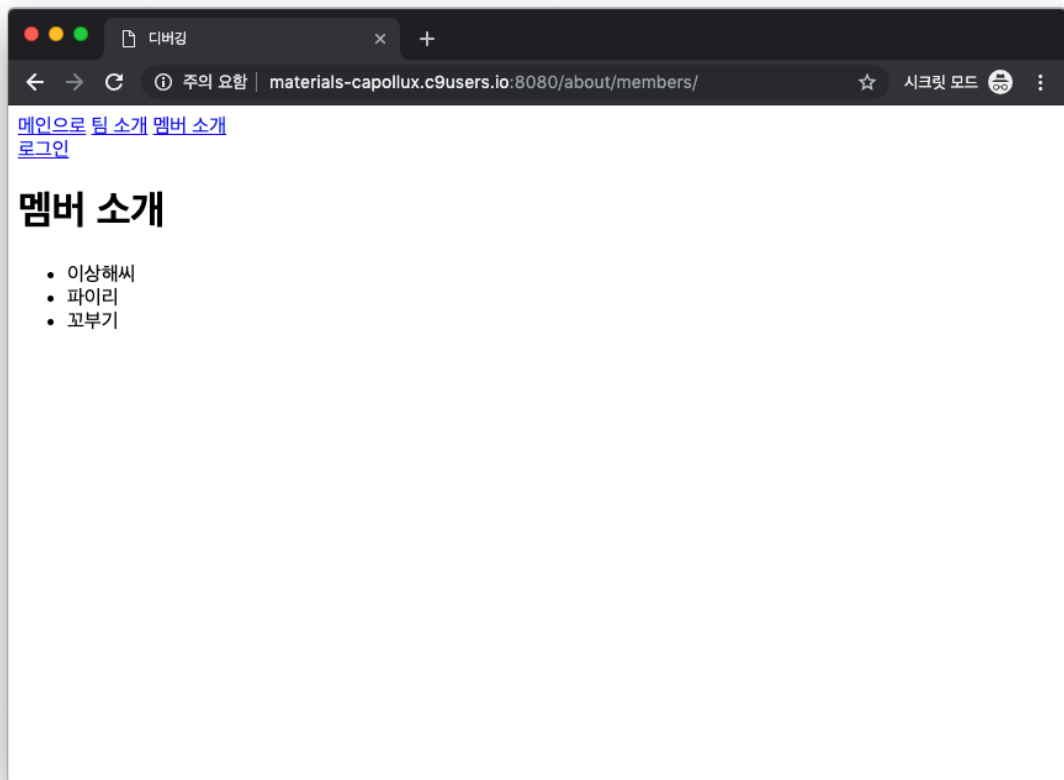 디버깅
주의 요함 materials-capollux.c9users.io:8080/about/members/ 시크릿 모드
메인으로 팀 소개 멤버 소개
로그인
멤버 소개
이상해씨
파이리
꼬부기